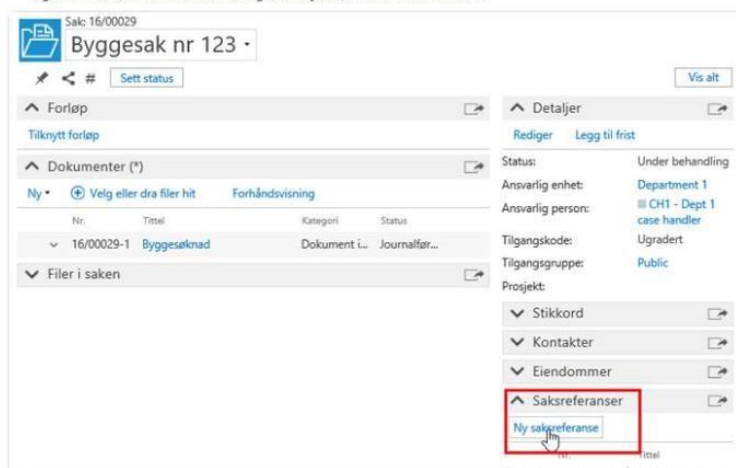 Sak: 16/00029
Byggesak nr 123
#
Sett status
Vis alt
Forløp
Tilknytt forløp
Dokumenter (*)
Ny
Velg eller dra filer hit
Forhåndsvisning
Nr. Tittel Kategori Status
16/00029-1 Byggesøknad Dokument i... Journalfør...
Filer i saken
Detaljer
Rediger Legg til frist
Status: Under behandling
Ansvarlig enhet: Department 1
Ansvarlig person: CH1 - Dept 1
case handler
Tilgangskode: Ugradert
Tilgangsgruppe: Public
Prosjekt:
Stikkord
Kontakter
Eiendommer
Saksreferanser
Ny saksreferanse
Nr. Tittel